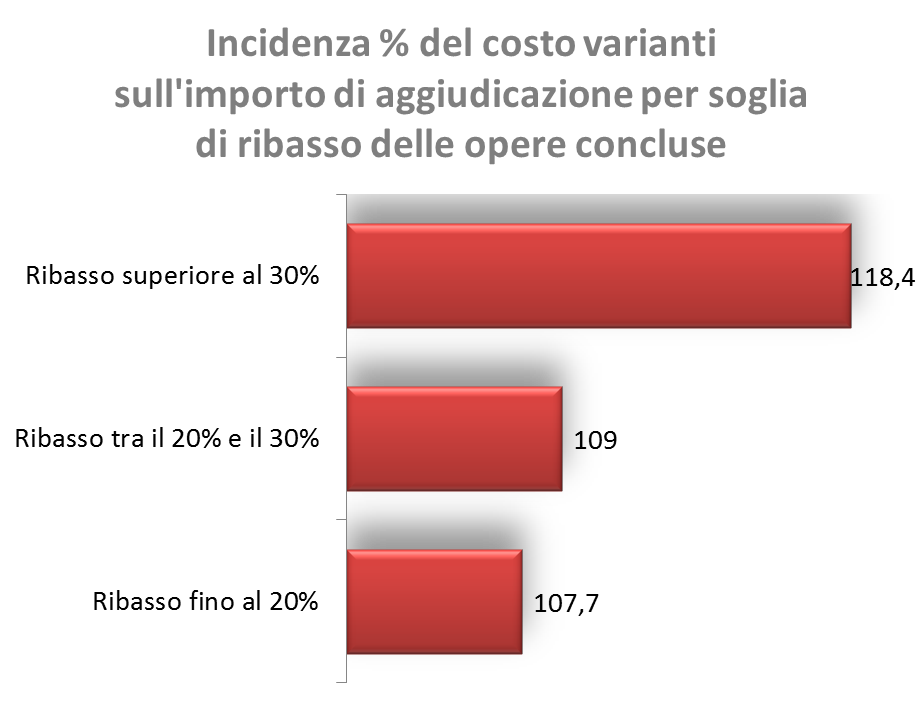 Incidenza % del costo varianti
sull'importo di aggiudicazione per soglia
di ribasso delle opere concluse
Ribasso superiore al 30%
118,4
Ribasso tra il 20% e il 30%
109
Ribasso fino al 20%
107,7